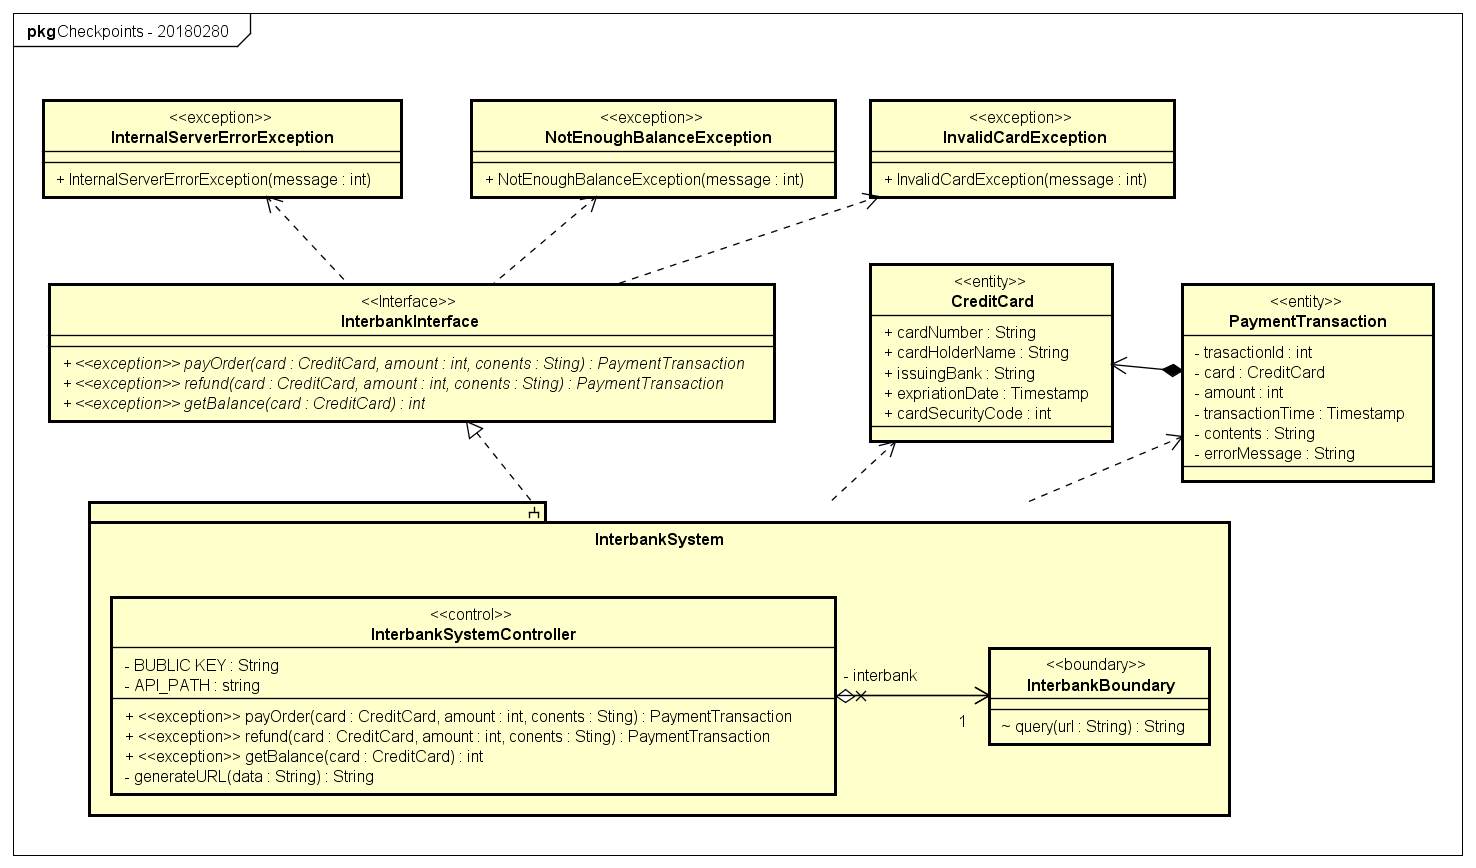 pkg Checkpoints - 20180280
<<exception>>
InternalServerErrorException
+ InternalServerErrorException(message : int)
<<exception>>
NotEnoughBalanceException
+ NotEnoughBalanceException(message : int)
<<exception>>
InvalidCardException
+ InvalidCardException(message : int)
<<Interface>>
InterbankInterface
+ <<exception>> payOrder(card : CreditCard, amount : int, conents : Sting) : PaymentTransaction
+ <<exception>> refund(card : CreditCard, amount : int, conents : Sting) : PaymentTransaction
+ <<exception>> getBalance(card : CreditCard) : int
<<entity>>
CreditCard
+ cardNumber : String
+ cardHolderName : String
+ issuingBank : String
+ expriationDate : Timestamp
+ cardSecurityCode : int
<<entity>>
PaymentTransaction
- trasactionId : int
- card : CreditCard
- amount : int
- transactionTime : Timestamp
- contents : String
- errorMessage : String
InterbankSystem
<<control>>
InterbankSystemController
- BUBLIC KEY : String
- API_PATH : string
+ <<exception>> payOrder(card : CreditCard, amount : int, conents : Sting) : PaymentTransaction
+ <<exception>> refund(card : CreditCard, amount : int, conents : Sting) : PaymentTransaction
+ <<exception>> getBalance(card : CreditCard) : int
- generateURL(data : String) : String
- interbank
1
<<boundary>>
InterbankBoundary
~ query(url : String) : String